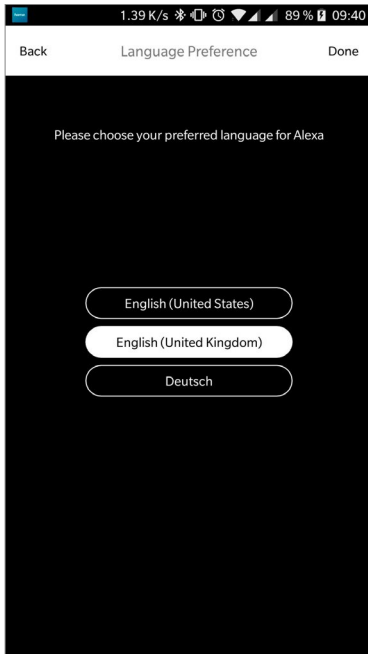 1.39 K/s 89 % 09:40
Back Language Preference Done
Please choose your preferred language for Alexa
English (United States)
English (United Kingdom)
Deutsch